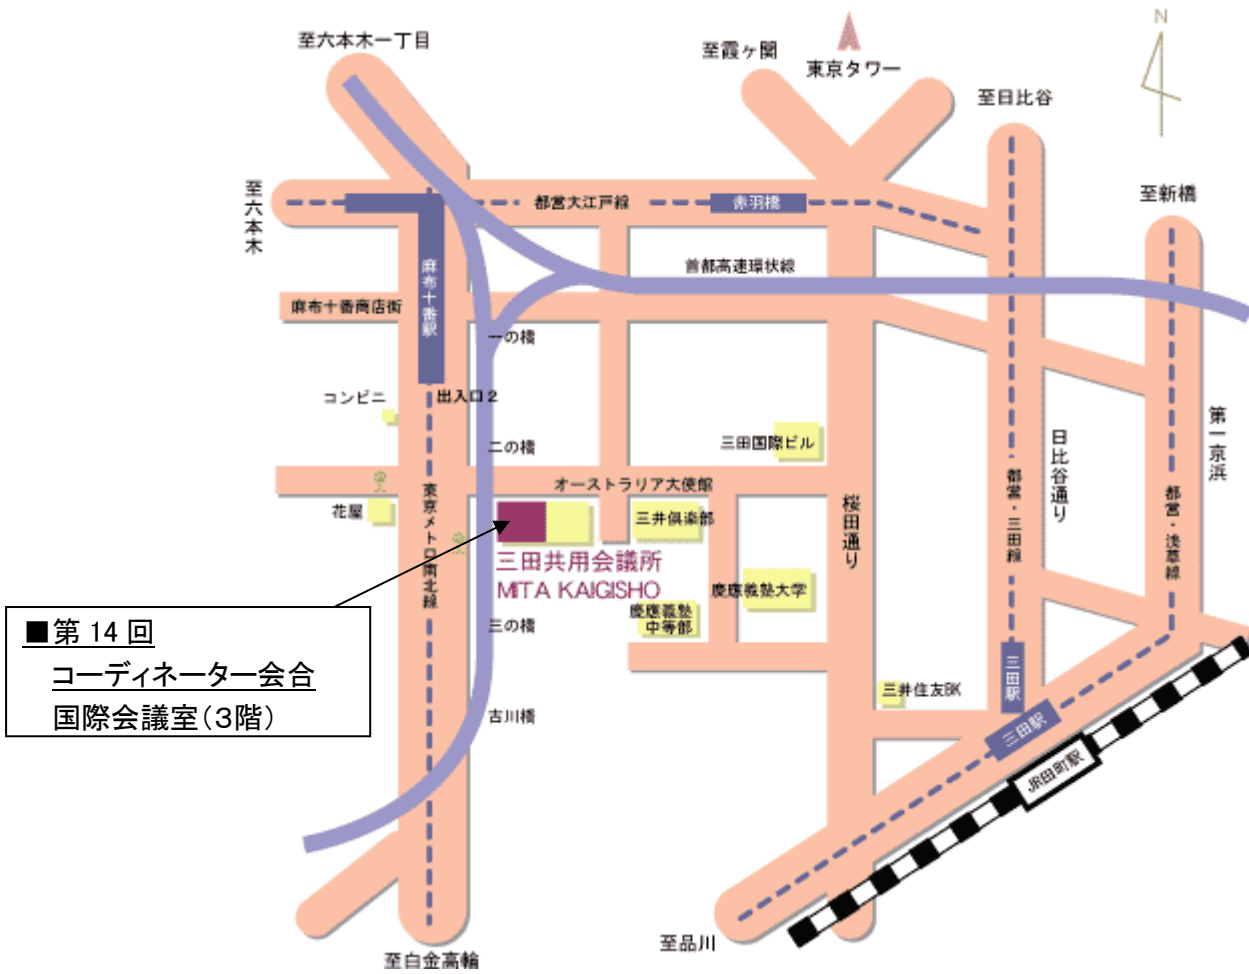 至六本木一丁目
至霞ヶ関
東京タワー
至日比谷
N
至新橋
至六本木
都営大江戸線
赤羽橋
首都高速環状線
麻布十番駅
麻布十番商店街
一の橋
コンビニ
出入口2
二の橋
三田国際ビル
第一京浜
日比谷通り
オーストラリア大使館
花屋
東京メトロ南北線
三井倶楽部
桜田通り
都営・三田線
都営・浅草線
三田共用会議所
MITA KAIGISHO
慶應義塾大学
慶應義塾
中等部
三の橋
■第 14 回
コーディネーター会合
国際会議室(3階)
三井住友BK
三田駅
古川橋
三田駅
JR田町駅
至品川
至白金高輪